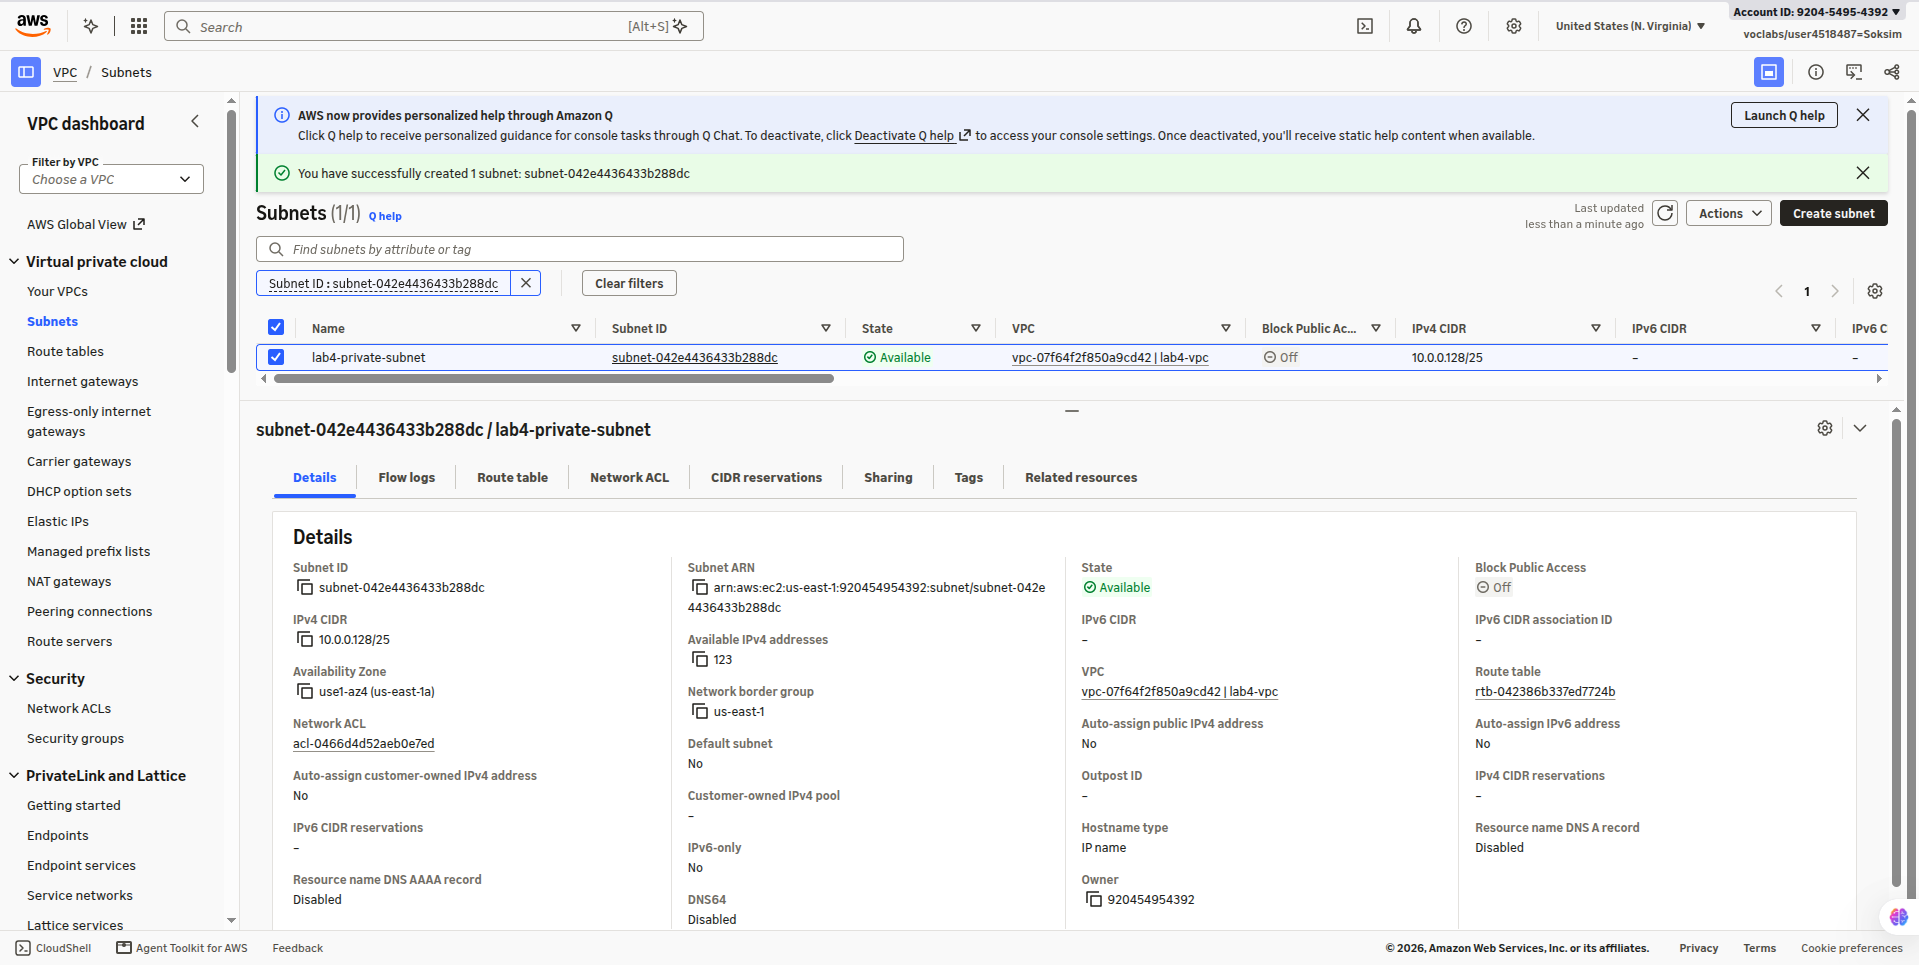 aws
Search [Alt+S]
United States (N. Virginia)
Account ID: 9204-5495-4392
voclabs/user4518487=Soksim
VPC / Subnets
VPC dashboard
Filter by VPC
Choose a VPC
AWS Global View
Virtual private cloud
Your VPCs
Subnets
Route tables
Internet gateways
Egress-only internet
gateways
Carrier gateways
DHCP option sets
Elastic IPs
Managed prefix lists
NAT gateways
Peering connections
Route servers
Security
Network ACLs
Security groups
PrivateLink and Lattice
Getting started
Endpoints
Endpoint services
Service networks
Lattice services
AWS now provides personalized help through Amazon Q
Click Q help to receive personalized guidance for console tasks through Q Chat. To deactivate, click Deactivate Q help to access your console settings. Once deactivated, you'll receive static help content when available.
Launch Q help
You have successfully created 1 subnet: subnet-042e4436433b288dc
Subnets (1/1) Q help
Last updated
less than a minute ago
Actions
Create subnet
Find subnets by attribute or tag
Subnet ID : subnet-042e4436433b288dc
Clear filters
1
Name Subnet ID State VPC Block Public Ac... IPv4 CIDR IPv6 CIDR IPv6 C
lab4-private-subnet subnet-042e4436433b288dc Available vpc-07f64f2f850a9cd42 | lab4-vpc Off 10.0.0.128/25 – –
subnet-042e4436433b288dc / lab4-private-subnet
Details Flow logs Route table Network ACL CIDR reservations Sharing Tags Related resources
Details
Subnet ID
subnet-042e4436433b288dc
IPv4 CIDR
10.0.0.128/25
Availability Zone
use1-az4 (us-east-1a)
Network ACL
acl-0466d4d52aeb0e7ed
Auto-assign customer-owned IPv4 address
No
IPv6 CIDR reservations
–
Resource name DNS AAAA record
Disabled
Subnet ARN
arn:aws:ec2:us-east-1:920454954392:subnet/subnet-042e
4436433b288dc
Available IPv4 addresses
123
Network border group
us-east-1
Default subnet
No
Customer-owned IPv4 pool
–
IPv6-only
No
DNS64
Disabled
State
Available
IPv6 CIDR
–
VPC
vpc-07f64f2f850a9cd42 | lab4-vpc
Auto-assign public IPv4 address
No
Outpost ID
–
Hostname type
IP name
Owner
920454954392
Block Public Access
Off
IPv6 CIDR association ID
–
Route table
rtb-042386b337ed7724b
Auto-assign IPv6 address
No
IPv4 CIDR reservations
–
Resource name DNS A record
Disabled
CloudShell Agent Toolkit for AWS Feedback
© 2026, Amazon Web Services, Inc. or its affiliates. Privacy Terms Cookie preferences